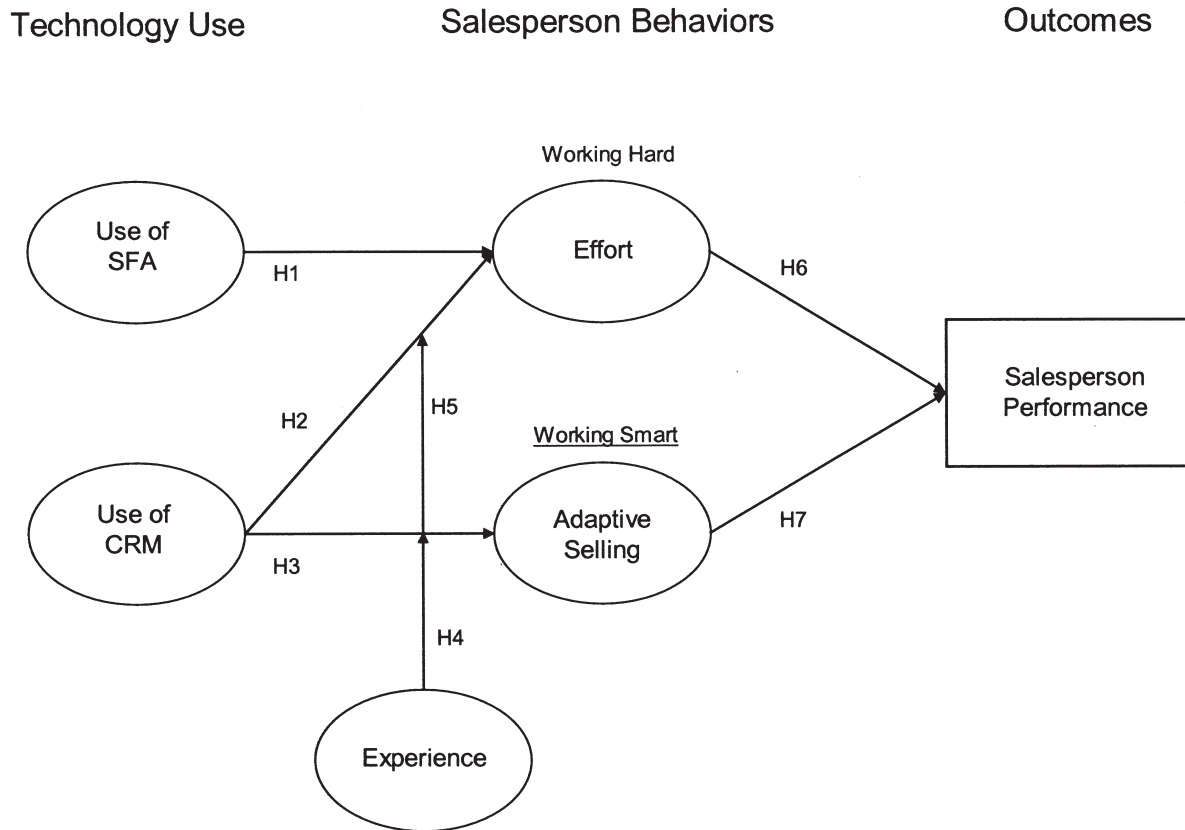 Technology Use
Salesperson Behaviors
Outcomes
Working Hard
Use of
SFA
Effort
H1
H6
Salesperson
Performance
H2
H5
Working Smart
Use of
CRM
Adaptive
Selling
H3
H7
H4
Experience